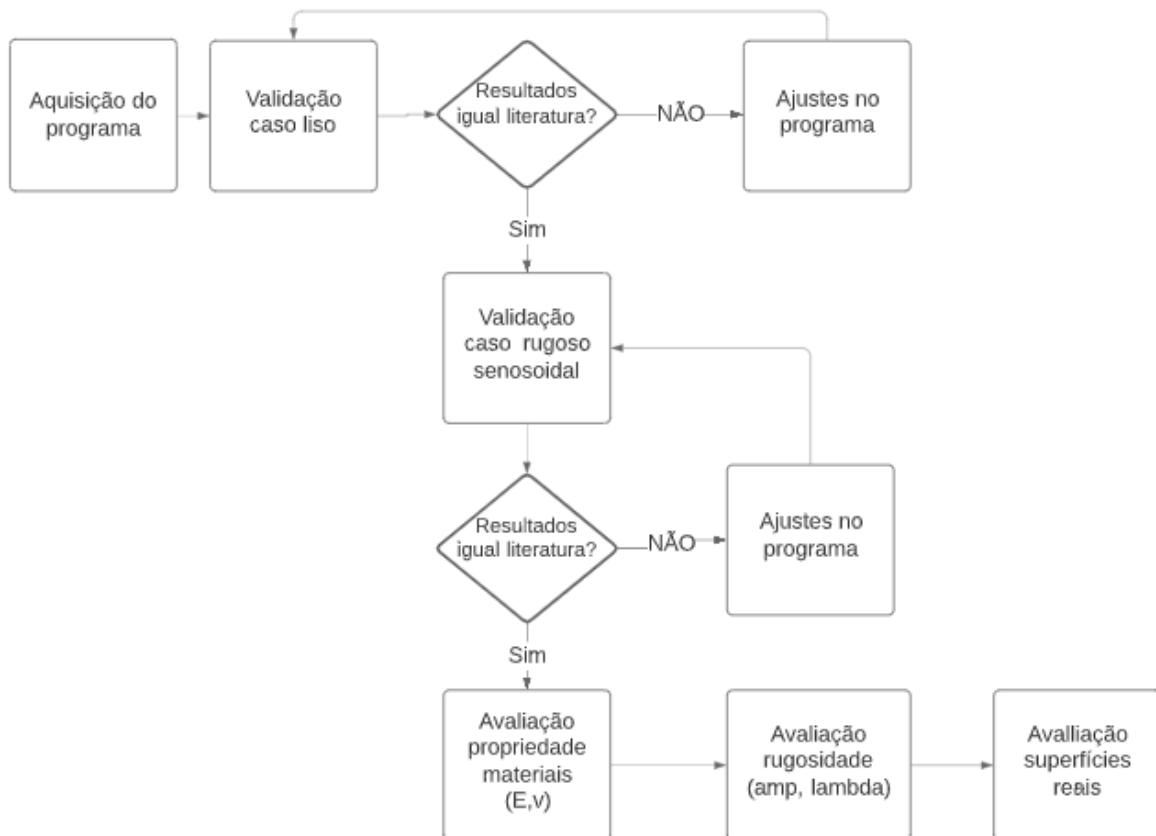 Aquisição do
programa
Validação
caso liso
Resultados
igual literatura?
NÃO
Ajustes no
programa
Sim
Validação
caso rugoso
senosoidal
Resultados
igual literatura?
NÃO
Ajustes no
programa
Sim
Avaliação
propriedade
materiais
(E,v)
Avaliação
rugosidade
(amp, lambda)
Avalliação
superfícies
reais